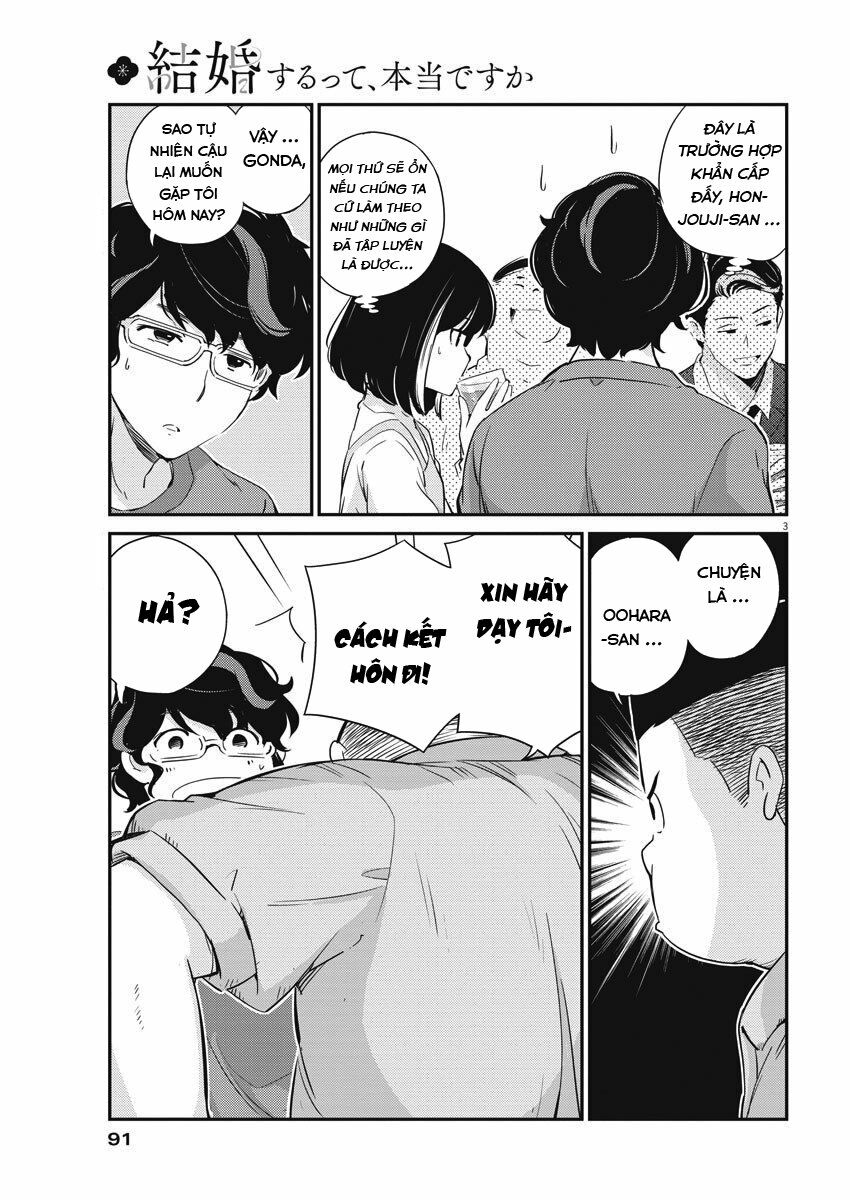 結婚するって、本当ですか
ĐÂY LÀ
TRƯỜNG HỢP
KHẨN CẤP
ĐẤY, HON-
JOUJI-SAN ...
MỌI THỨ SẼ ỔN
NẾU CHÚNG TA
CỨ LÀM THEO
NHƯ NHỮNG GÌ
ĐÃ TẬP LUYỆN
LÀ ĐƯỢC...
VẬY ...
GONDA,
SAO TỰ
NHIÊN CẬU
LẠI MUỐN
GẶP TÔI
HÔM NAY?
3
CHUYỆN
LÀ ...
OOHARA
-SAN ...
XIN HÃY
DẠY TÔI-
CÁCH KẾT
HÔN ĐI!
HẢ?
91